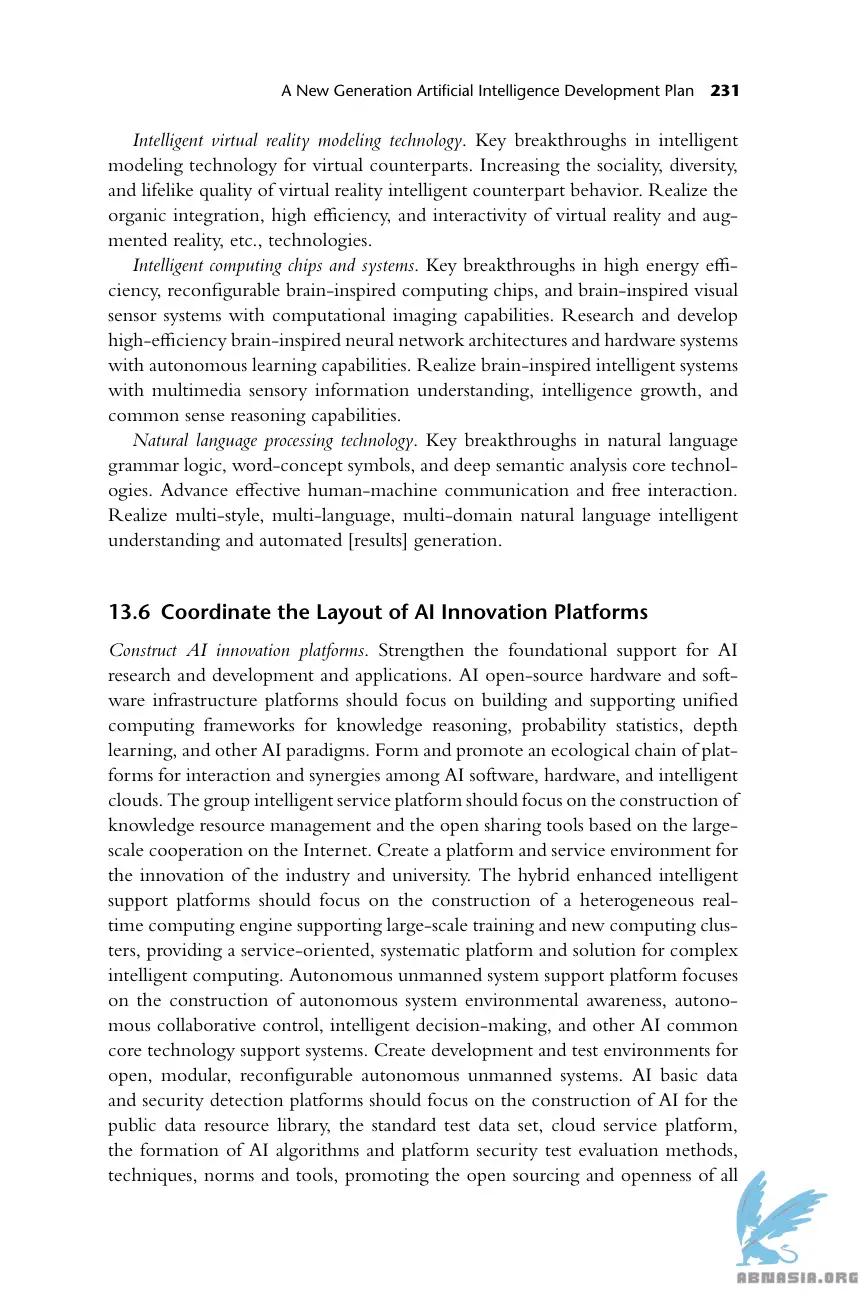 A New Generation Artificial Intelligence Development Plan 231
Intelligent virtual reality modeling technology. Key breakthroughs in intelligent
modeling technology for virtual counterparts. Increasing the sociality, diversity,
and lifelike quality of virtual reality intelligent counterpart behavior. Realize the
organic integration, high efficiency, and interactivity of virtual reality and aug-
mented reality, etc., technologies.
Intelligent computing chips and systems. Key breakthroughs in high energy effi-
ciency, reconfigurable brain-inspired computing chips, and brain-inspired visual
sensor systems with computational imaging capabilities. Research and develop
high-efficiency brain-inspired neural network architectures and hardware systems
with autonomous learning capabilities. Realize brain-inspired intelligent systems
with multimedia sensory information understanding, intelligence growth, and
common sense reasoning capabilities.
Natural language processing technology. Key breakthroughs in natural language
grammar logic, word-concept symbols, and deep semantic analysis core technol-
ogies. Advance effective human-machine communication and free interaction.
Realize multi-style, multi-language, multi-domain natural language intelligent
understanding and automated [results] generation.
13.6 Coordinate the Layout of AI Innovation Platforms
Construct AI innovation platforms. Strengthen the foundational support for AI
research and development and applications. AI open-source hardware and soft-
ware infrastructure platforms should focus on building and supporting unified
computing frameworks for knowledge reasoning, probability statistics, depth
learning, and other AI paradigms. Form and promote an ecological chain of plat-
forms for interaction and synergies among AI software, hardware, and intelligent
clouds. The group intelligent service platform should focus on the construction of
knowledge resource management and the open sharing tools based on the large-
scale cooperation on the Internet. Create a platform and service environment for
the innovation of the industry and university. The hybrid enhanced intelligent
support platforms should focus on the construction of a heterogeneous real-
time computing engine supporting large-scale training and new computing clus-
ters, providing a service-oriented, systematic platform and solution for complex
intelligent computing. Autonomous unmanned system support platform focuses
on the construction of autonomous system environmental awareness, autono-
mous collaborative control, intelligent decision-making, and other AI common
core technology support systems. Create development and test environments for
open, modular, reconfigurable autonomous unmanned systems. AI basic data
and security detection platforms should focus on the construction of AI for the
public data resource library, the standard test data set, cloud service platform,
the formation of AI algorithms and platform security test evaluation methods,
techniques, norms and tools, promoting the open sourcing and openness of all
ABNASIA.ORG